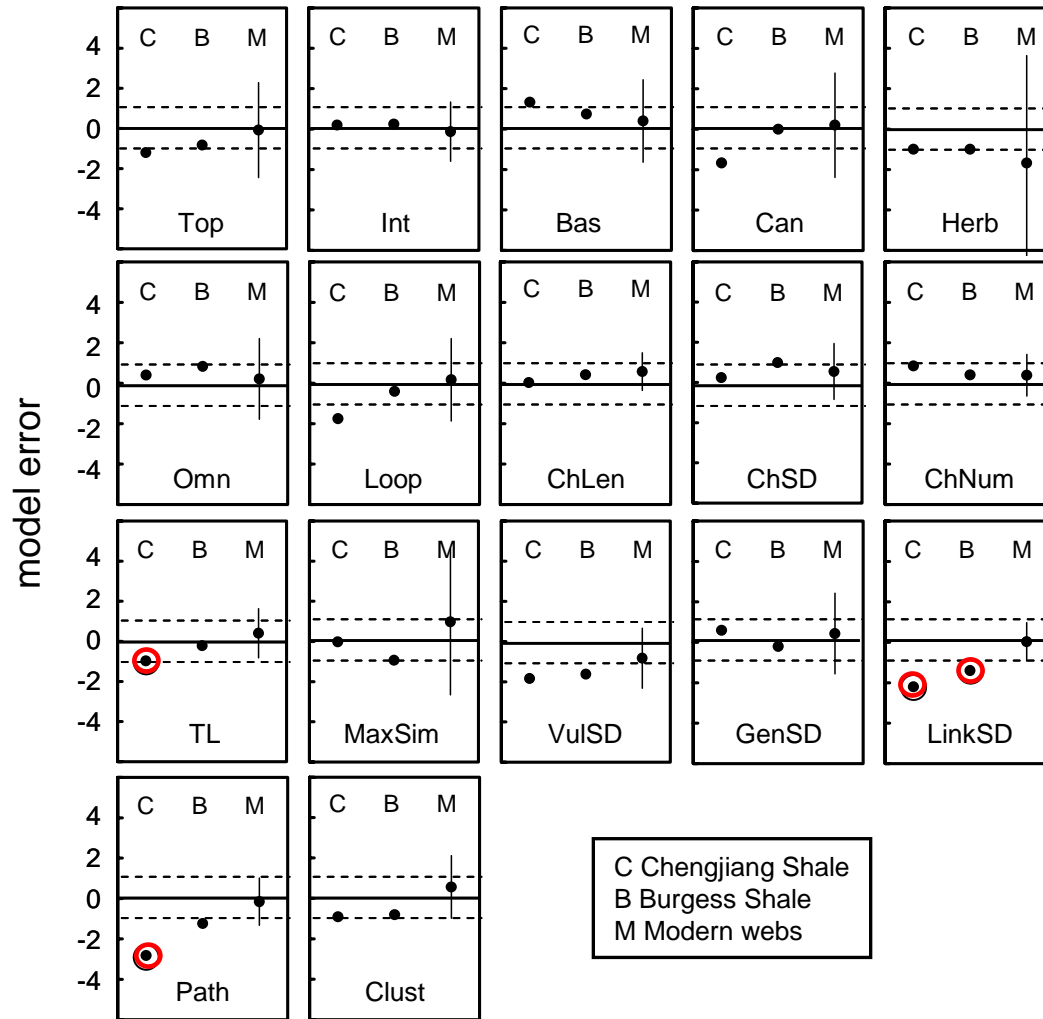 C B M
C B M
C B M
C B M
C B M
4
2
0
-2
-4
Top
Int
Bas
Can
Herb
C B M
C B M
C B M
C B M
C B M
4
2
0
-2
-4
Omn
Loop
ChLen
ChSD
ChNum
model error
C B M
C B M
C B M
C B M
C B M
4
2
0
-2
-4
TL
MaxSim
VulSD
GenSD
LinkSD
C B M
C B M
4
2
0
-2
-4
Path
Clust
C Chengjiang Shale
B Burgess Shale
M Modern webs